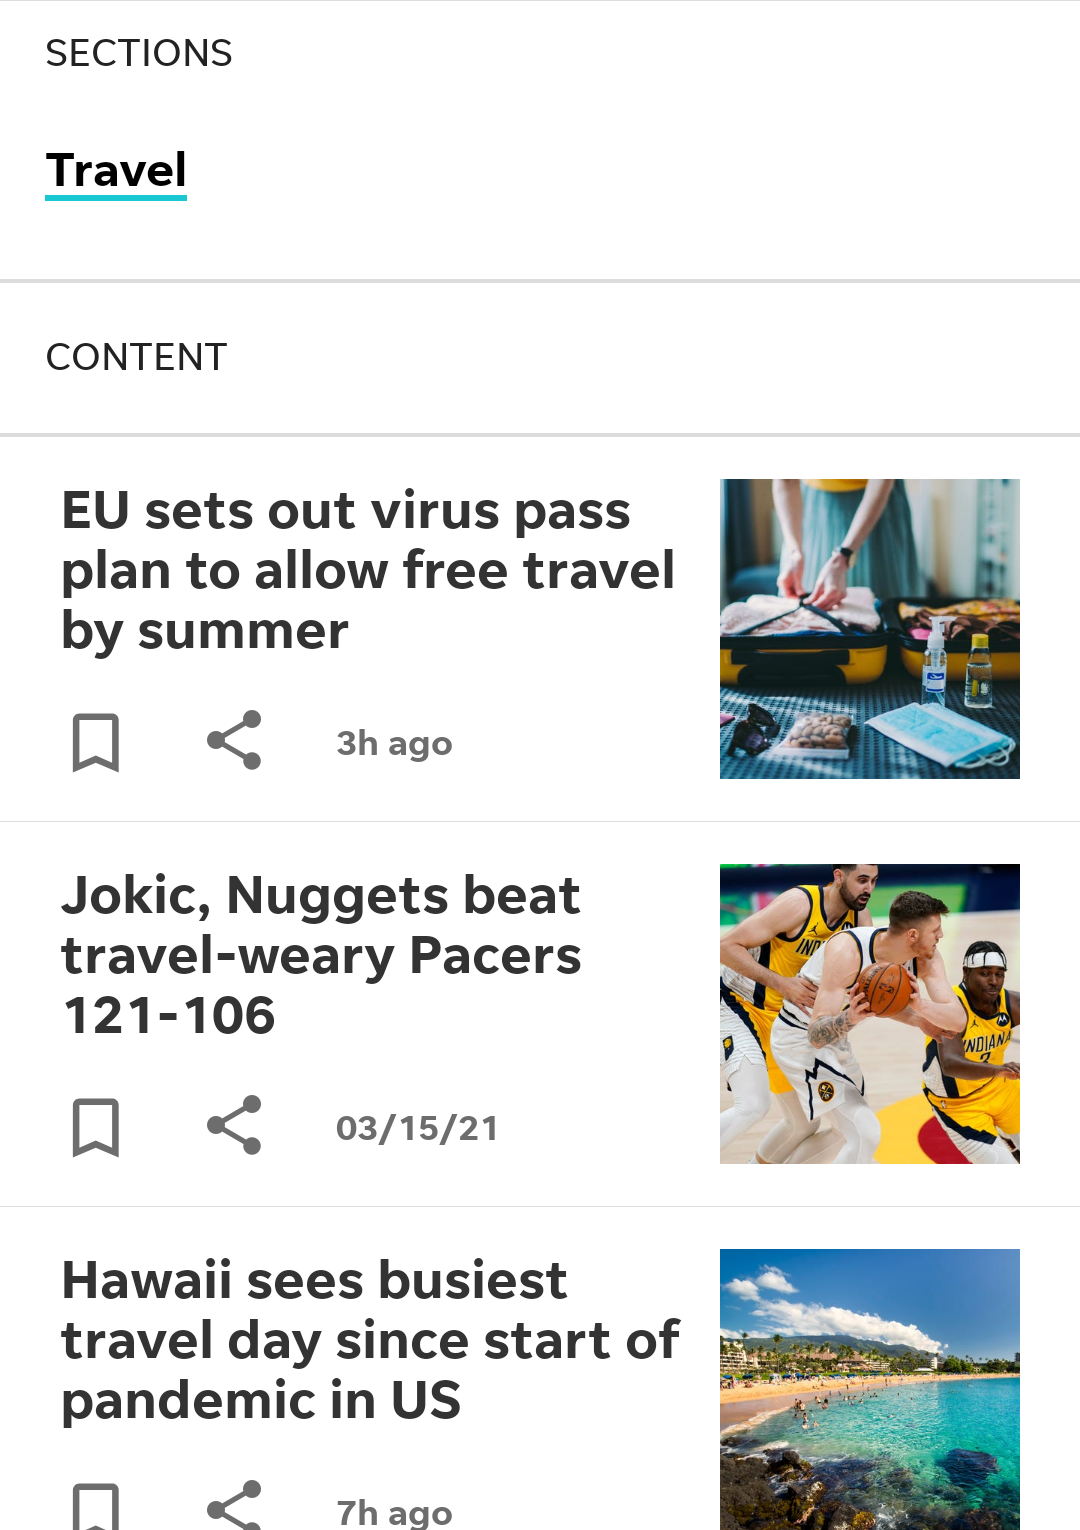 SECTIONS
Travel
CONTENT
EU sets out virus pass
plan to allow free travel
by summer
3h ago
Jokic, Nuggets beat
travel-weary Pacers
121-106
03/15/21
INDIANA
Hawaii sees busiest
travel day since start of
pandemic in US
7h ago